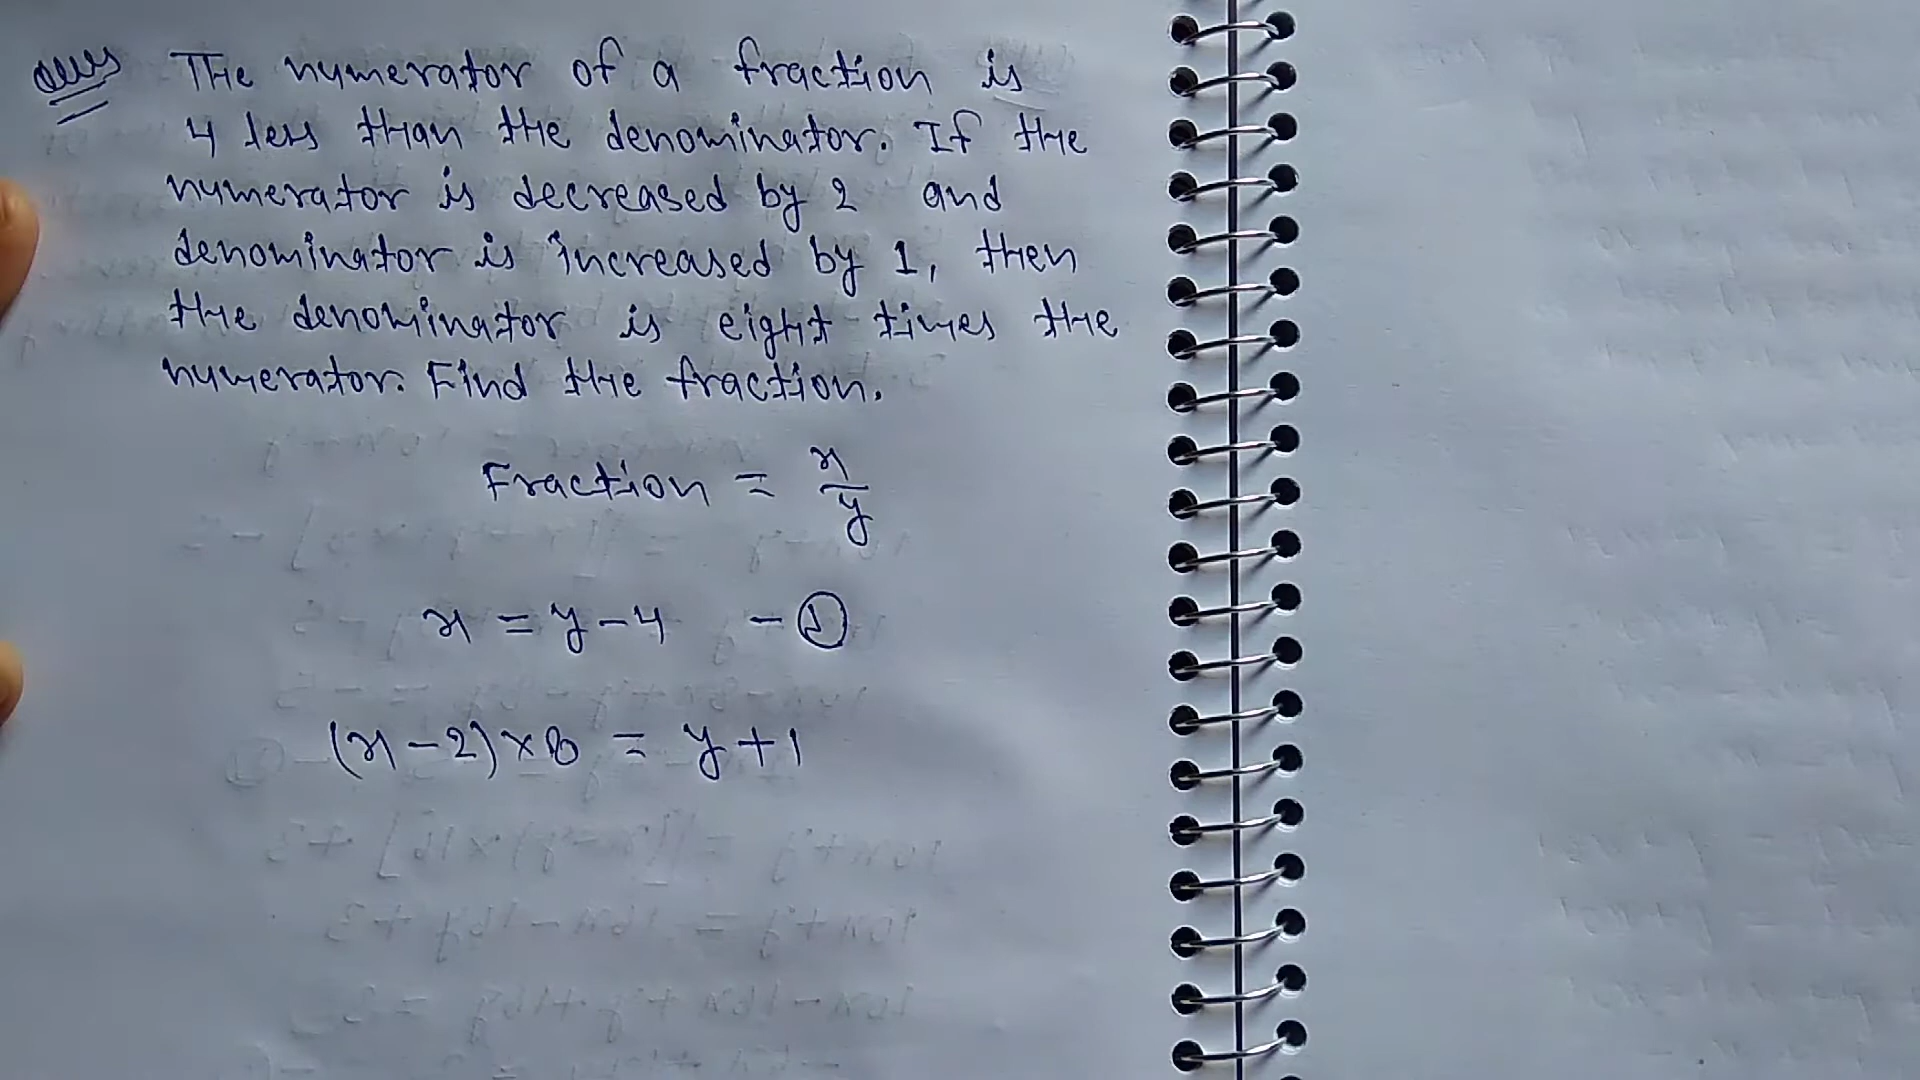 Ques The numerator of a fraction is
4 less than the denominator. If the
numerator is decreased by 2 and
denominator is increased by 1, then
the denominator is eight times the
numerator. Find the fraction.
Fraction = x/y
x = y - 4 - ①
(x - 2) × 8 = y + 1